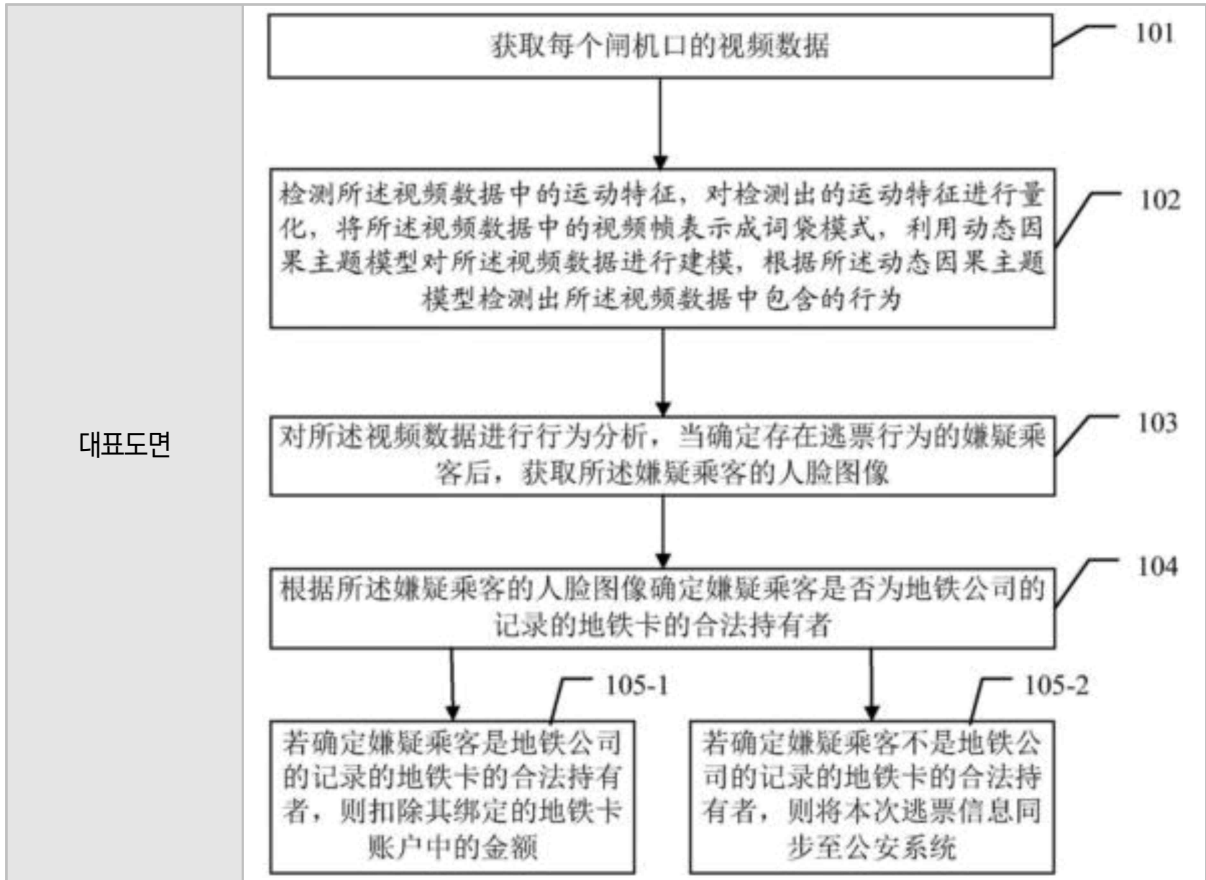 대표도면
获取每个闸机口的视频数据
101
检测所述视频数据中的运动特征，对检测出的运动特征进行量
化，将所述视频数据中的视频帧表示成词袋模式，利用动态因
果主题模型对所述视频数据进行建模，根据所述动态因果主题
模型检测出所述视频数据中包含的行为
102
对所述视频数据进行行为分析，当确定存在逃票行为的嫌疑乘
客后，获取所述嫌疑乘客的人脸图像
103
根据所述嫌疑乘客的人脸图像确定嫌疑乘客是否为地铁公司的
记录的地铁卡的合法持有者
104
105-1
若确定嫌疑乘客是地铁公司
的记录的地铁卡的合法持有
者，则扣除其绑定的地铁卡
账户中的金额
105-2
若确定嫌疑乘客不是地铁公
司的记录的地铁卡的合法持
有者，则将本次逃票信息同
步至公安系统